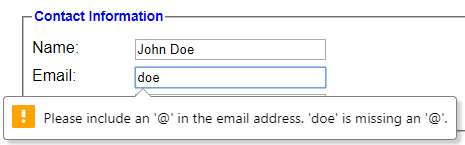 Contact Information
Name: John Doe
Email: doe
! Please include an '@' in the email address. 'doe' is missing an '@'.